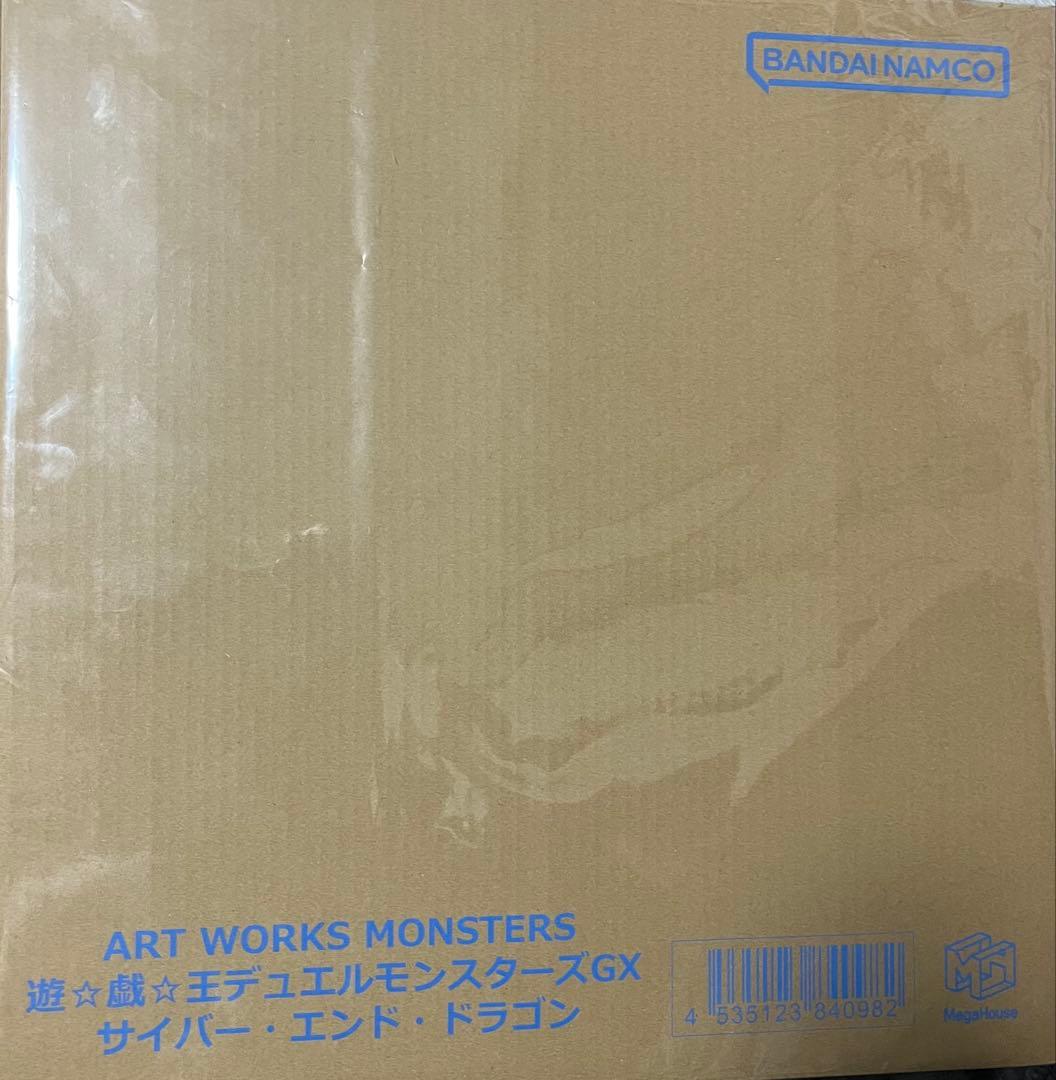 BANDAI NAMCO
ART WORKS MONSTERS
遊☆戯☆王デュエルモンスターズGX
サイバー・エンド・ドラゴン
4 535123 840982
MegaHouse